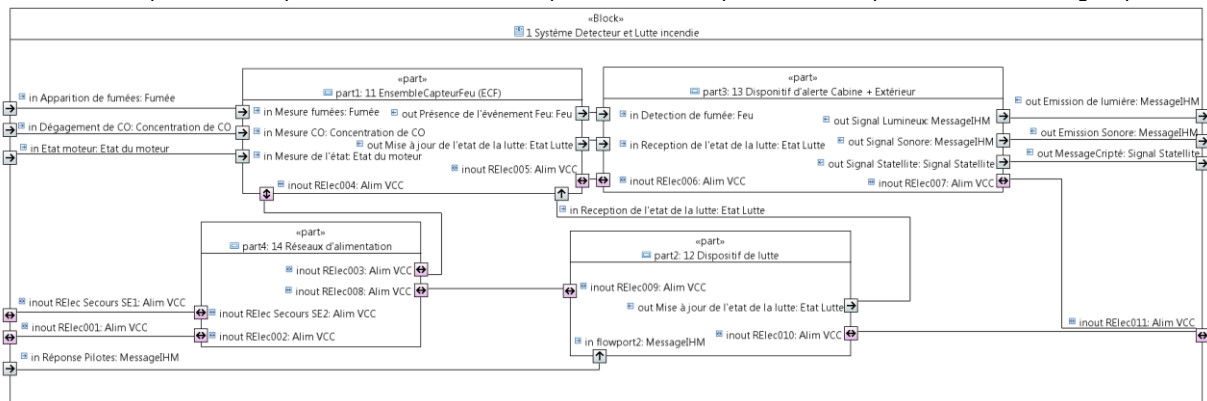 «Block»
1 Système Detecteur et Lutte incendie
«part»
part1: 11 EnsembleCapteurFeu (ECF)
«part»
part3: 13 Dispositif d'alerte Cabine + Extérieur
in Apparition de fumées: Fumée
in Mesure fumées: Fumée
out Présence de l'évènement Feu: Feu
in Detection de fumée: Feu
out Emission de lumière: MessageIHM
out Signal Lumineux: MessageIHM
in Dégagement de CO: Concentration de CO
in Mesure CO: Concentration de CO
out Mise à jour de l'etat de la lutte: Etat Lutte
in Reception de l'etat de la lutte: Etat Lutte
out Signal Sonore: MessageIHM
out Emission Sonore: MessageIHM
in Etat moteur: Etat du moteur
in Mesure de l'état: Etat du moteur
out Signal Statellite: Signal Statellite
out MessageCripté: Signal Statellite
inout RElec005: Alim VCC
inout RElec004: Alim VCC
inout RElec006: Alim VCC
inout RElec007: Alim VCC
in Reception de l'etat de la lutte: Etat Lutte
«part»
part4: 14 Réseaux d'alimentation
«part»
part2: 12 Dispositif de lutte
inout RElec003: Alim VCC
inout RElec008: Alim VCC
inout RElec009: Alim VCC
inout RElec Secours SE1: Alim VCC
inout RElec Secours SE2: Alim VCC
out Mise à jour de l'etat de la lutte: Etat Lutte
inout RElec001: Alim VCC
inout RElec002: Alim VCC
inout RElec010: Alim VCC
inout RElec011: Alim VCC
in flowport2: MessageIHM
in Réponse Pilotes: MessageIHM